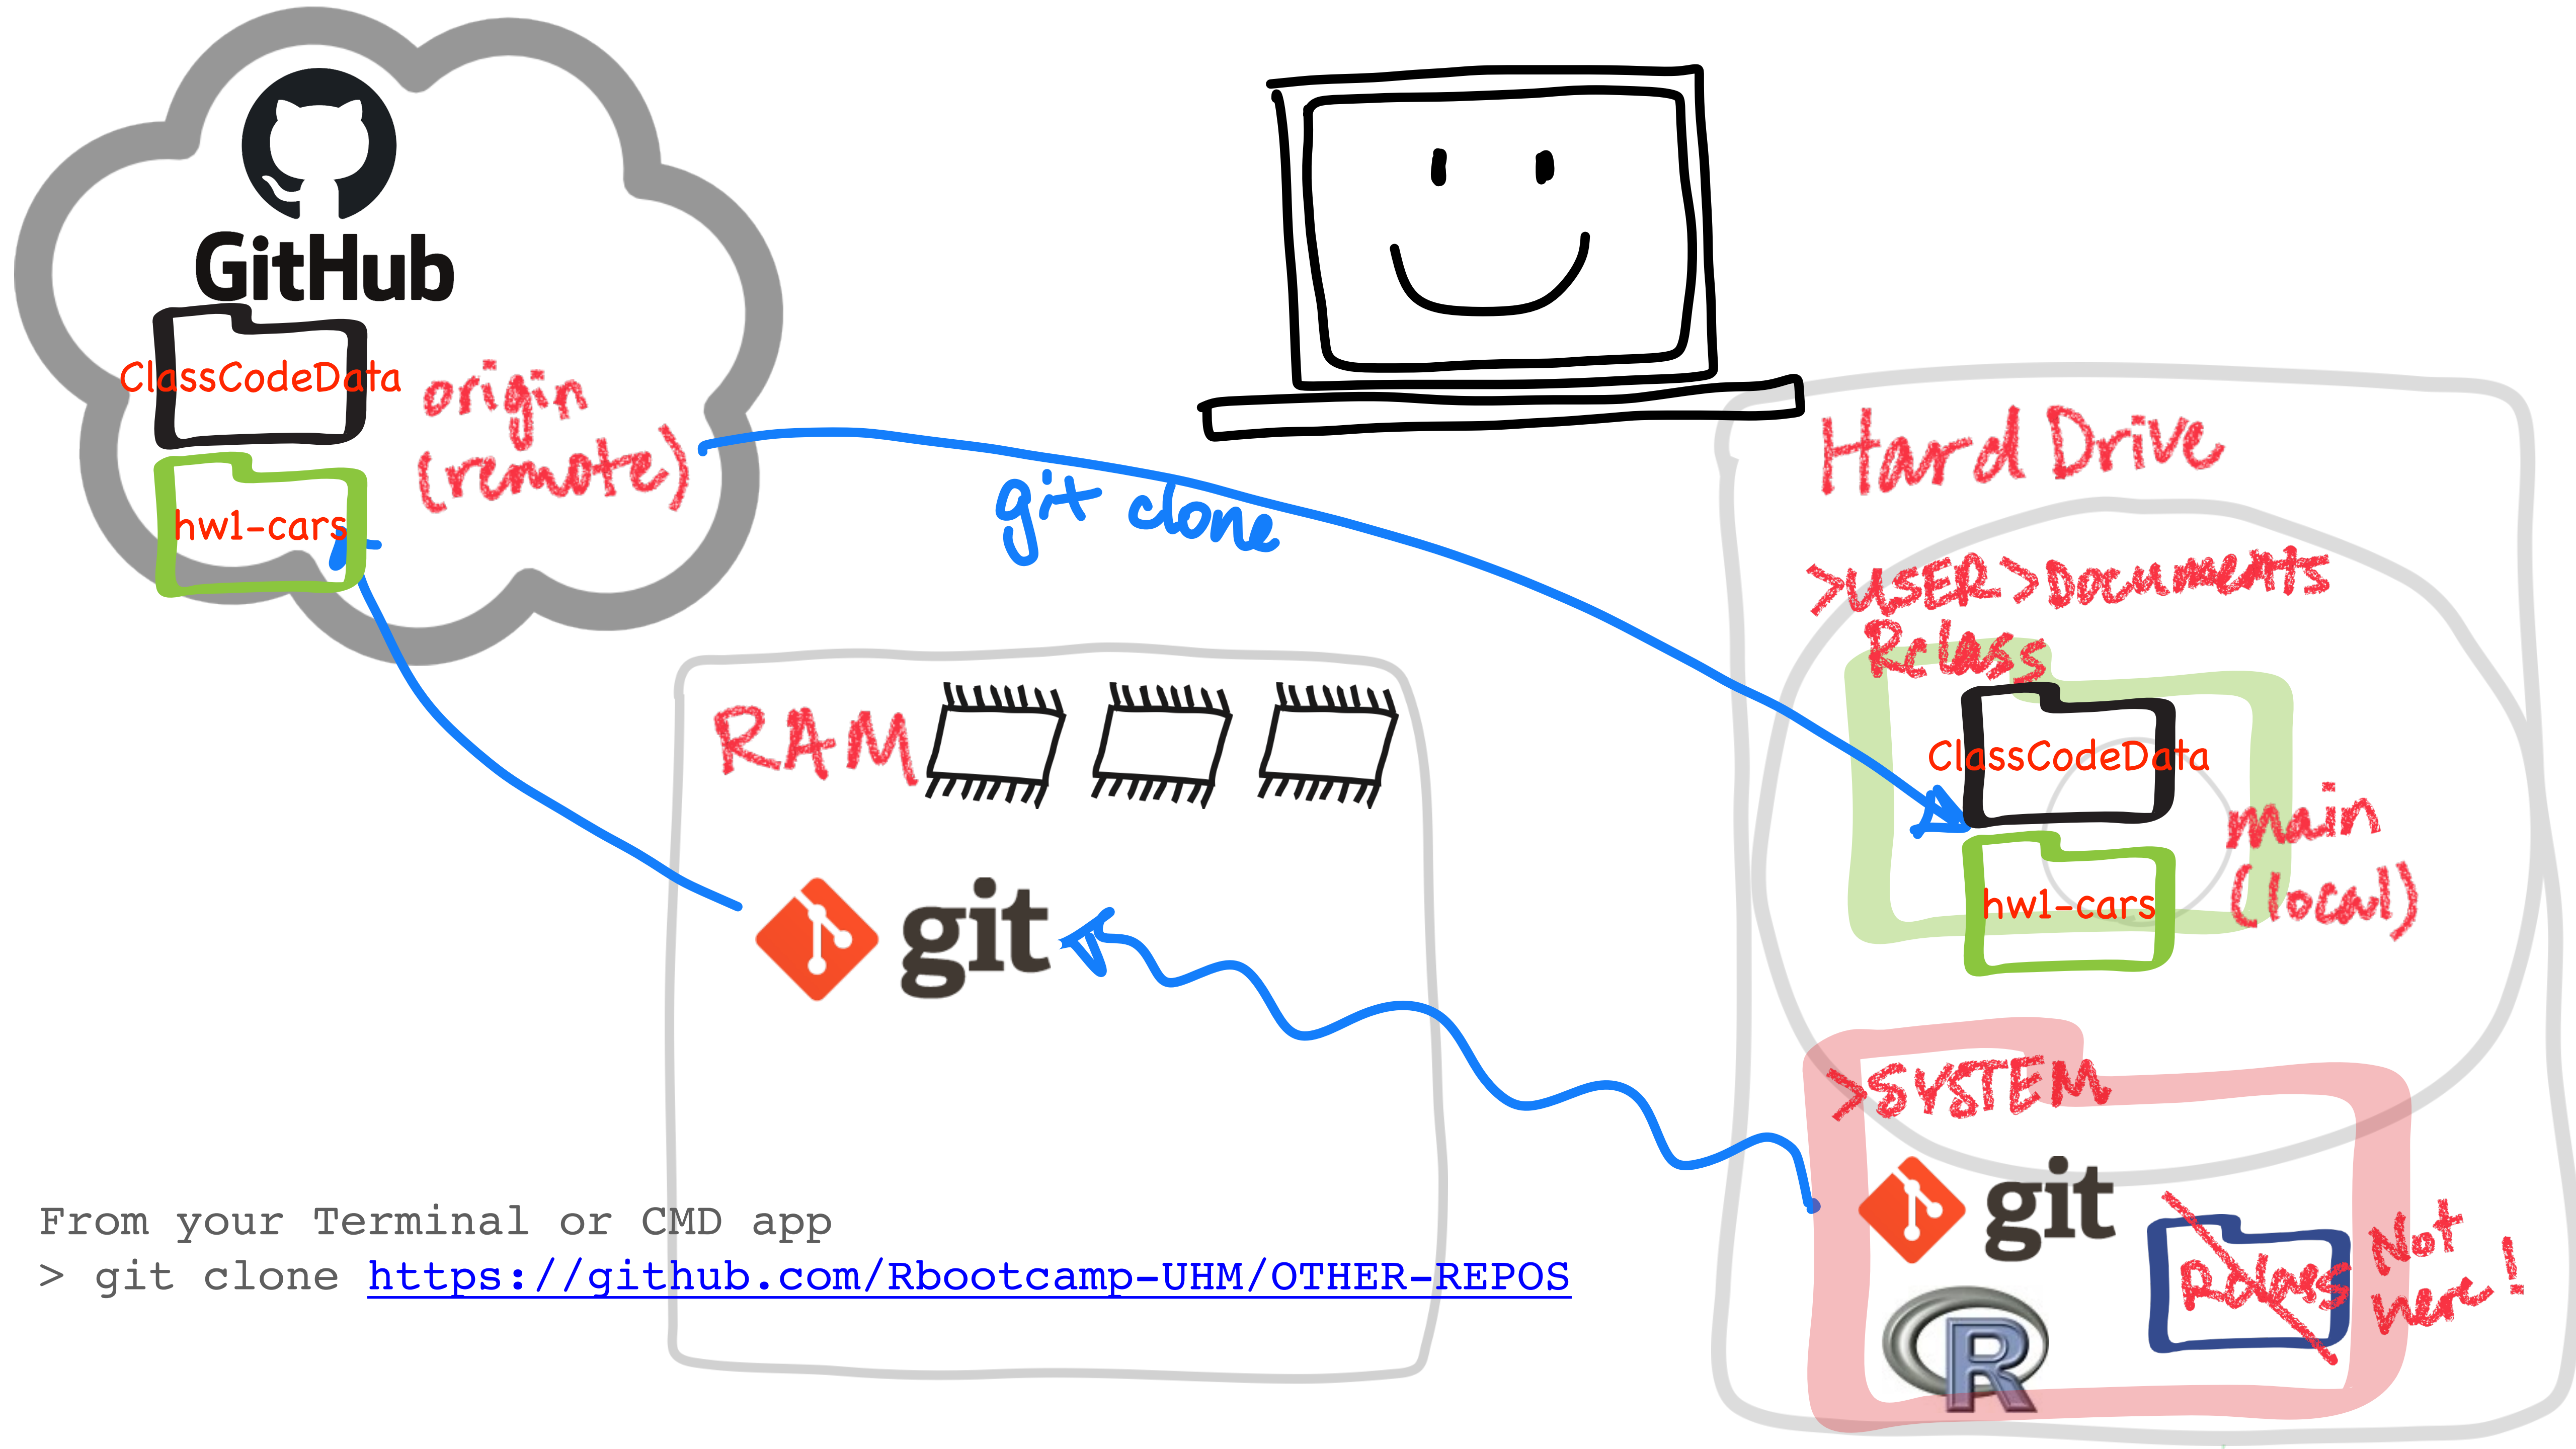 GitHub
ClassCodeData
origin
(remote)
hw1-cars
git clone
Hard Drive
>USER>DOCUMENTS
Rclass
ClassCodeData
main
(local)
hw1-cars
RAM
git
>SYSTEM
git
Rclass
Not
here!
R
From your Terminal or CMD app
> git clone https://github.com/Rbootcamp-UHM/OTHER-REPOS